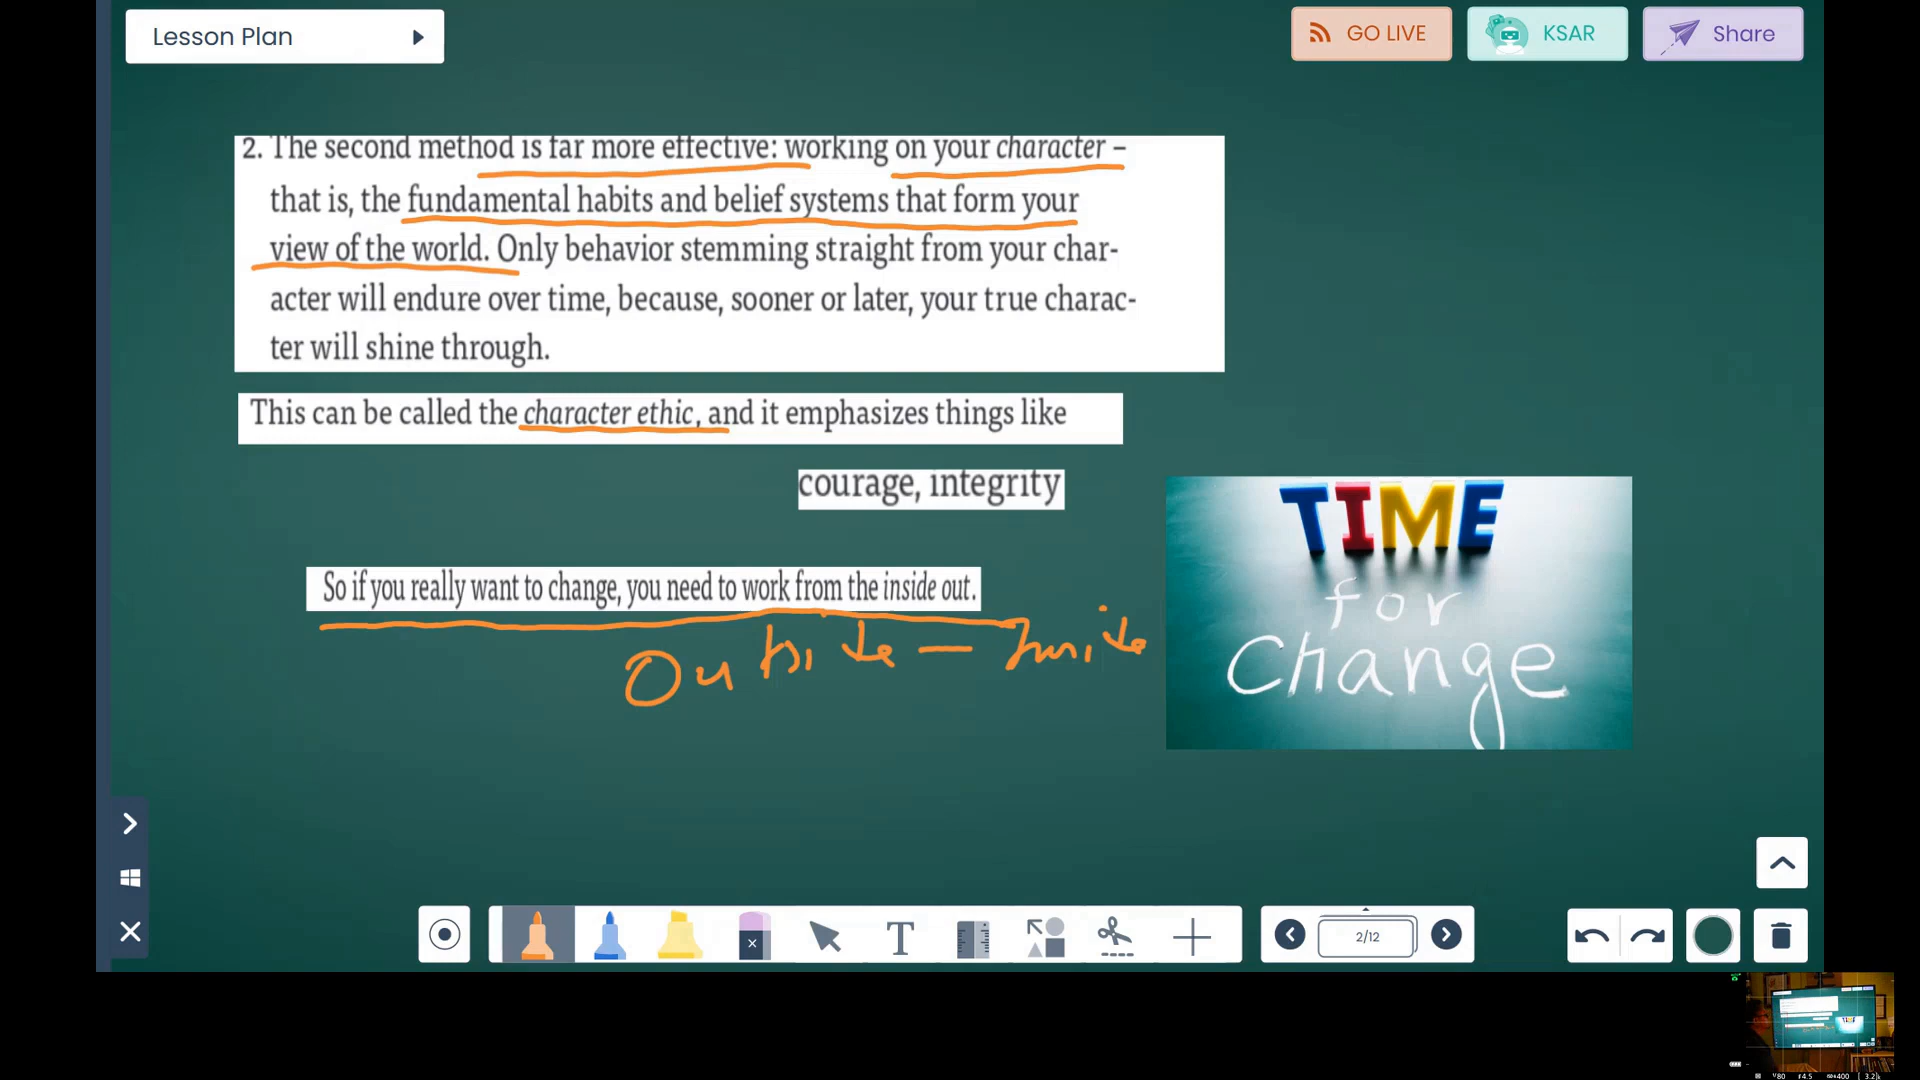 Lesson Plan
GO LIVE
KSAR
Share
2. The second method is far more effective: working on your character –
that is, the fundamental habits and belief systems that form your
view of the world. Only behavior stemming straight from your char-
acter will endure over time, because, sooner or later, your true charac-
ter will shine through.
This can be called the character ethic, and it emphasizes things like
courage, integrity
TIME
for
Change
So if you really want to change, you need to work from the inside out.
T
2/12